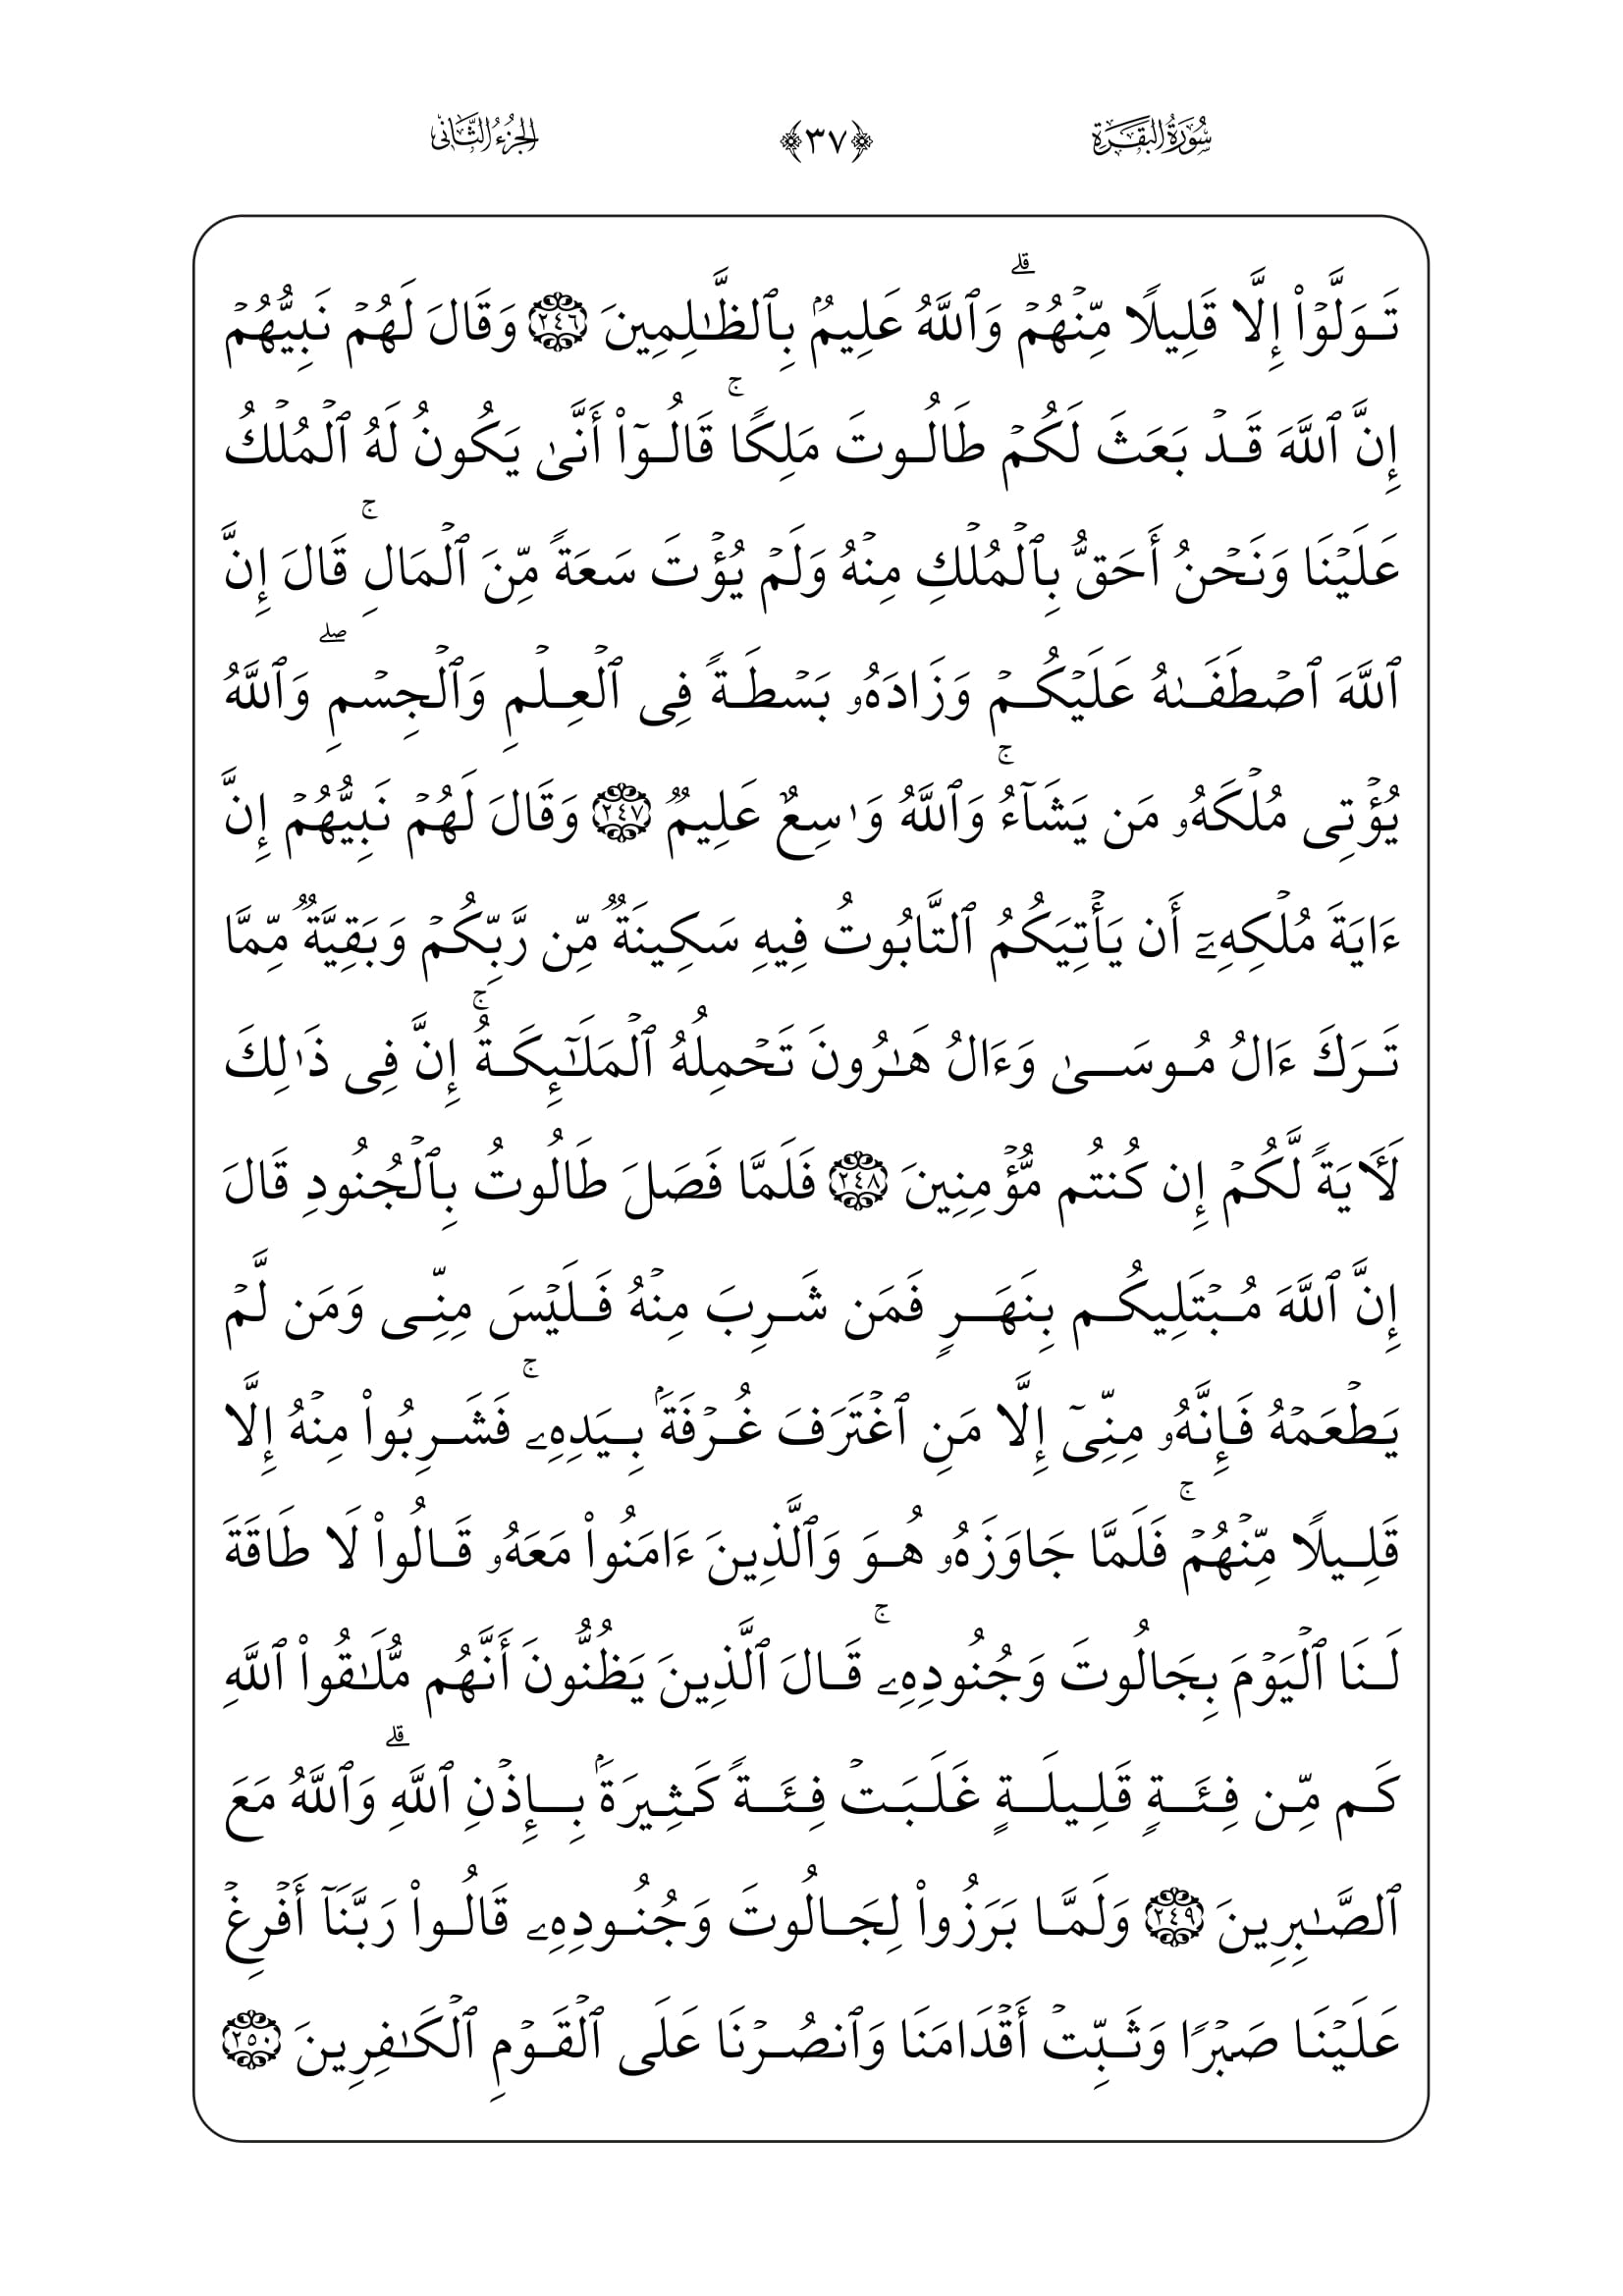 سُورَةُ البَقَرَة ﴿٣٧﴾ الجُزْءُ الثَّانِى
تَوَلَّوۡاْ إِلَّا قَلِيلًا مِّنۡهُمۡۗ وَٱللَّهُ عَلِيمُۢ بِٱلظَّـٰلِمِينَ ٢٤٦ وَقَالَ لَهُمۡ نَبِيُّهُمۡ
إِنَّ ٱللَّهَ قَدۡ بَعَثَ لَكُمۡ طَالُوتَ مَلِكًاۚ قَالُوٓاْ أَنَّىٰ يَكُونُ لَهُ ٱلۡمُلۡكُ
عَلَيۡنَا وَنَحۡنُ أَحَقُّ بِٱلۡمُلۡكِ مِنۡهُ وَلَمۡ يُؤۡتَ سَعَةً مِّنَ ٱلۡمَالِۚ قَالَ إِنَّ
ٱللَّهَ ٱصۡطَفَىٰهُ عَلَيۡكُمۡ وَزَادَهُۥ بَسۡطَةً فِى ٱلۡعِلۡمِ وَٱلۡجِسۡمِۖ وَٱللَّهُ
يُؤۡتِى مُلۡكَهُۥ مَن يَشَآءُۚ وَٱللَّهُ وَٰسِعٌ عَلِيمٌ ٢٤٧ وَقَالَ لَهُمۡ نَبِيُّهُمۡ إِنَّ
ءَايَةَ مُلۡكِهِۦٓ أَن يَأۡتِيَكُمُ ٱلتَّابُوتُ فِيهِ سَكِينَةٌ مِّن رَّبِّكُمۡ وَبَقِيَّةٌ مِّمَّا
تَرَكَ ءَالُ مُوسَىٰ وَءَالُ هَـٰرُونَ تَحۡمِلُهُ ٱلۡمَلَـٰٓئِكَةُۚ إِنَّ فِى ذَٰلِكَ
لَـَٔايَةً لَّكُمۡ إِن كُنتُم مُّؤۡمِنِينَ ٢٤٨ فَلَمَّا فَصَلَ طَالُوتُ بِٱلۡجُنُودِ قَالَ
إِنَّ ٱللَّهَ مُبۡتَلِيكُم بِنَهَرٍ فَمَن شَرِبَ مِنۡهُ فَلَيۡسَ مِنِّى وَمَن لَّمۡ
يَطۡعَمۡهُ فَإِنَّهُۥ مِنِّىٓ إِلَّا مَنِ ٱغۡتَرَفَ غُرۡفَةَۢ بِيَدِهِۦۚ فَشَرِبُواْ مِنۡهُ إِلَّا
قَلِيلًا مِّنۡهُمۡۚ فَلَمَّا جَاوَزَهُۥ هُوَ وَٱلَّذِينَ ءَامَنُواْ مَعَهُۥ قَالُواْ لَا طَاقَةَ
لَنَا ٱلۡيَوۡمَ بِجَالُوتَ وَجُنُودِهِۦۚ قَالَ ٱلَّذِينَ يَظُنُّونَ أَنَّهُم مُّلَـٰقُواْ ٱللَّهِ
كَم مِّن فِئَةٍ قَلِيلَةٍ غَلَبَتۡ فِئَةً كَثِيرَةَۢ بِإِذۡنِ ٱللَّهِۗ وَٱللَّهُ مَعَ
ٱلصَّـٰبِرِينَ ٢٤٩ وَلَمَّا بَرَزُواْ لِجَالُوتَ وَجُنُودِهِۦ قَالُواْ رَبَّنَآ أَفۡرِغۡ
عَلَيۡنَا صَبۡرًا وَثَبِّتۡ أَقۡدَامَنَا وَٱنصُرۡنَا عَلَى ٱلۡقَوۡمِ ٱلۡكَـٰفِرِينَ ٢٥٠